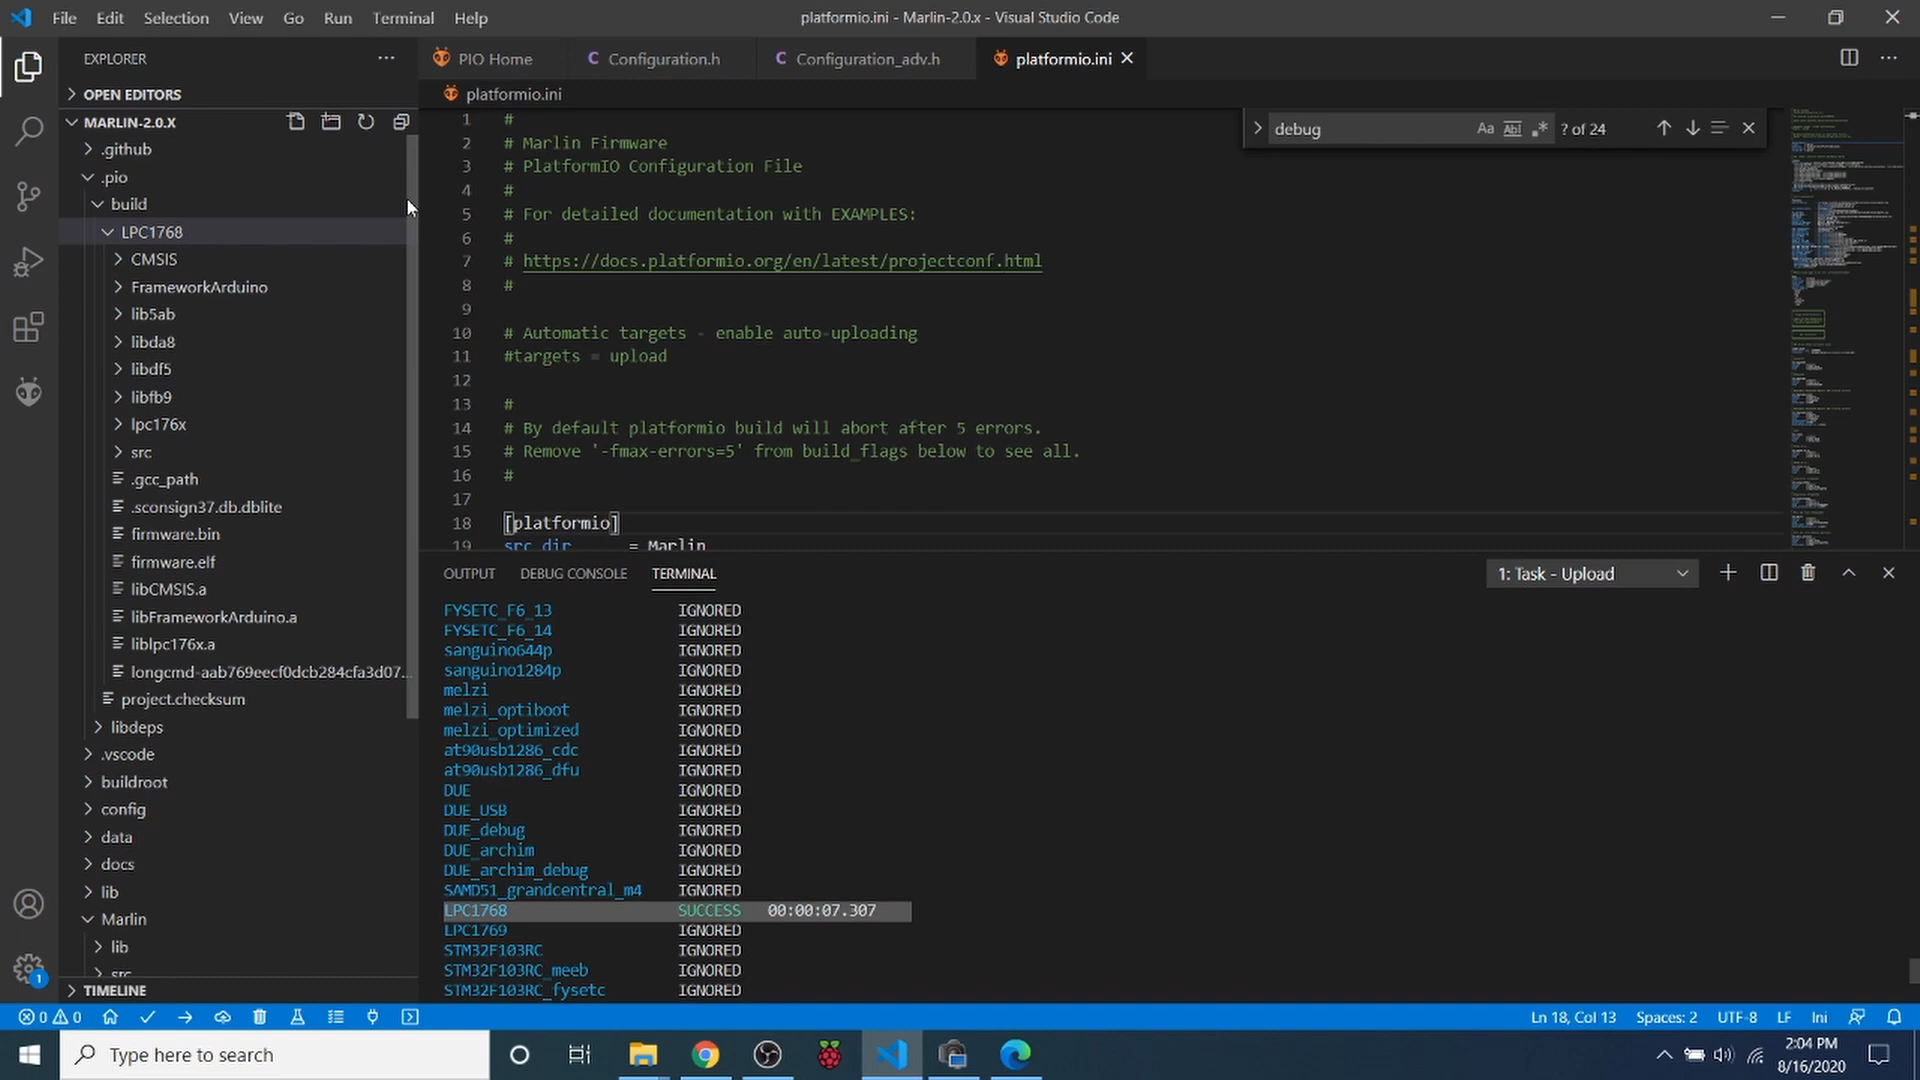 File Edit Selection View Go Run Terminal Help
platformio.ini - Marlin-2.0.x - Visual Studio Code
EXPLORER
OPEN EDITORS
MARLIN-2.0.X
.github
.pio
build
LPC1768
CMSIS
FrameworkArduino
lib5ab
libda8
libdf5
libfb9
lpc176x
src
.gcc_path
.sconsign37.db.dblite
firmware.bin
firmware.elf
libCMSIS.a
libFrameworkArduino.a
liblpc176x.a
longcmd-aab769eecf0dcb284cfa3d07...
project.checksum
libdeps
.vscode
buildroot
config
data
docs
lib
Marlin
lib
src
TIMELINE
PIO Home
C Configuration.h
C Configuration_adv.h
platformio.ini
platformio.ini
debug
Aa Abl .*
? of 24
1 #
2 # Marlin Firmware
3 # PlatformIO Configuration File
4 #
5 # For detailed documentation with EXAMPLES:
6 #
7 # https://docs.platformio.org/en/latest/projectconf.html
8 #
9
10 # Automatic targets - enable auto-uploading
11 #targets = upload
12
13 #
14 # By default platformio build will abort after 5 errors.
15 # Remove '-fmax-errors=5' from build_flags below to see all.
16 #
17
18 [platformio]
19 src_dir = Marlin
OUTPUT DEBUG CONSOLE TERMINAL
1: Task - Upload
FYSETC_F6_13 IGNORED
FYSETC_F6_14 IGNORED
sanguino644p IGNORED
sanguino1284p IGNORED
melzi IGNORED
melzi_optiboot IGNORED
melzi_optimized IGNORED
at90usb1286_cdc IGNORED
at90usb1286_dfu IGNORED
DUE IGNORED
DUE_USB IGNORED
DUE_debug IGNORED
DUE_archim IGNORED
DUE_archim_debug IGNORED
SAMD51_grandcentral_m4 IGNORED
LPC1768 SUCCESS 00:00:07.307
LPC1769 IGNORED
STM32F103RC IGNORED
STM32F103RC_meeb IGNORED
STM32F103RC_fysetc IGNORED
1
0 0
Ln 18, Col 13 Spaces: 2 UTF-8 LF Ini
Type here to search
2:04 PM
8/16/2020